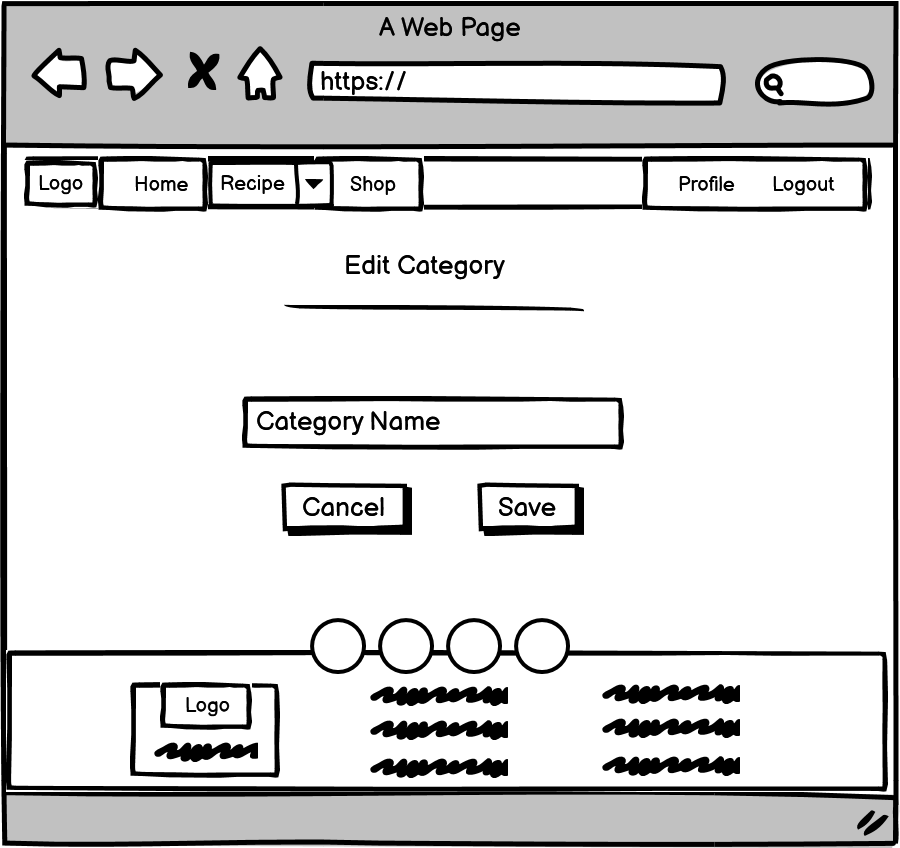 A Web Page
https://
Logo Home Recipe Shop Profile Logout
Edit Category
Category Name
Cancel Save
Logo